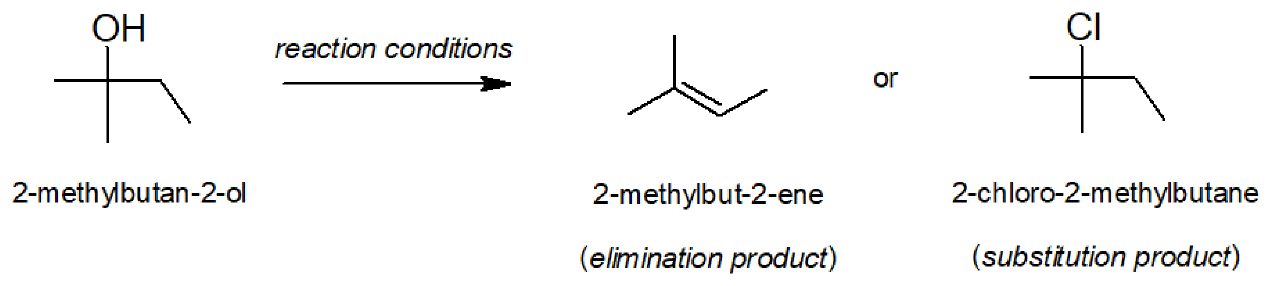 OH
reaction conditions
or
Cl
2-methylbutan-2-ol
2-methylbut-2-ene
2-chloro-2-methylbutane
(elimination product)
(substitution product)